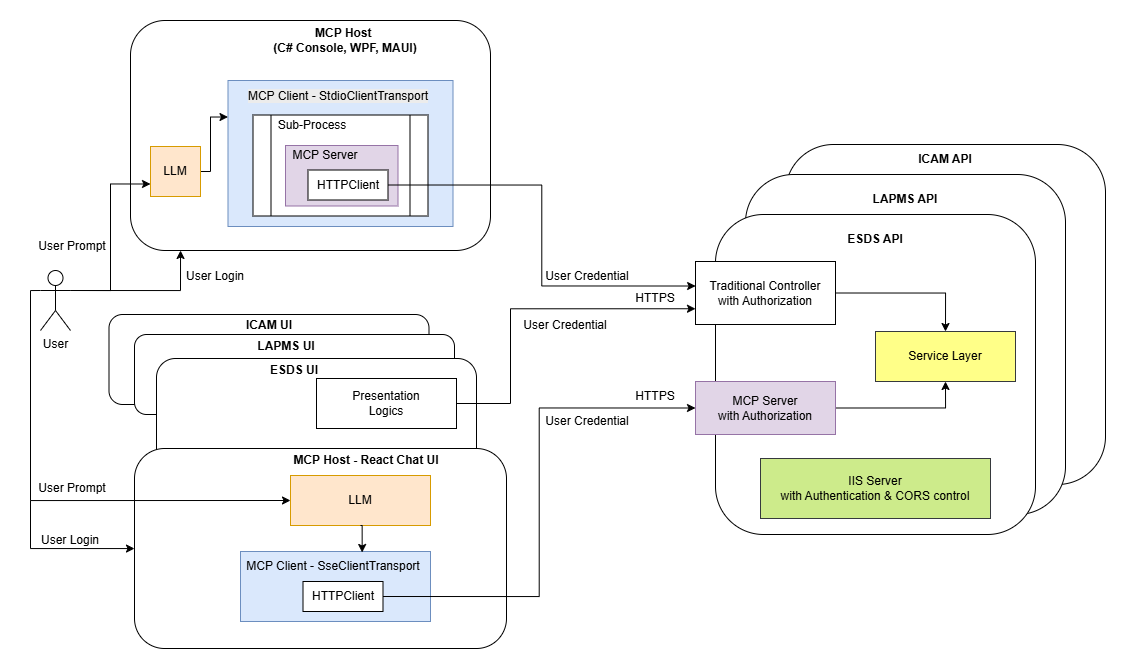 MCP Host
(C# Console, WPF, MAUI)
MCP Client - StdioClientTransport
Sub-Process
MCP Server
HTTPClient
LLM
User Prompt
User Login
User
ICAM UI
LAPMS UI
ESDS UI
Presentation
Logics
MCP Host - React Chat UI
LLM
User Prompt
User Login
MCP Client - SseClientTransport
HTTPClient
User Credential
HTTPS
User Credential
HTTPS
User Credential
ICAM API
LAPMS API
ESDS API
Traditional Controller
with Authorization
Service Layer
MCP Server
with Authorization
IIS Server
with Authentication & CORS control